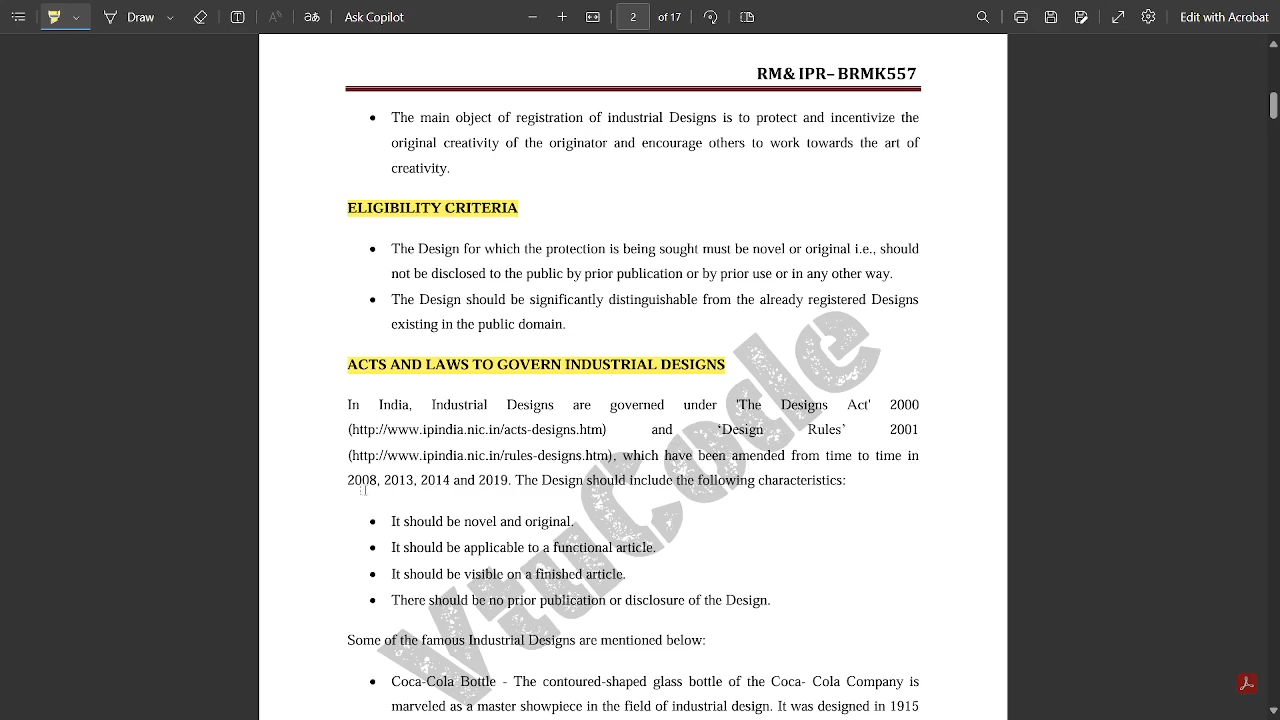 Draw
Ask Copilot
2
of 17
Edit with Acrobat
RM& IPR– BRMK557
• The main object of registration of industrial Designs is to protect and incentivize the
original creativity of the originator and encourage others to work towards the art of
creativity.
ELIGIBILITY CRITERIA
• The Design for which the protection is being sought must be novel or original i.e., should
not be disclosed to the public by prior publication or by prior use or in any other way.
• The Design should be significantly distinguishable from the already registered Designs
existing in the public domain.
ACTS AND LAWS TO GOVERN INDUSTRIAL DESIGNS
In India, Industrial Designs are governed under 'The Designs Act' 2000
(http://www.ipindia.nic.in/acts-designs.htm) and ‘Design Rules’ 2001
(http://www.ipindia.nic.in/rules-designs.htm), which have been amended from time to time in
2008, 2013, 2014 and 2019. The Design should include the following characteristics:
• It should be novel and original.
• It should be applicable to a functional article.
• It should be visible on a finished article.
• There should be no prior publication or disclosure of the Design.
Some of the famous Industrial Designs are mentioned below:
• Coca-Cola Bottle - The contoured-shaped glass bottle of the Coca- Cola Company is
marveled as a master showpiece in the field of industrial design. It was designed in 1915
VtuCode